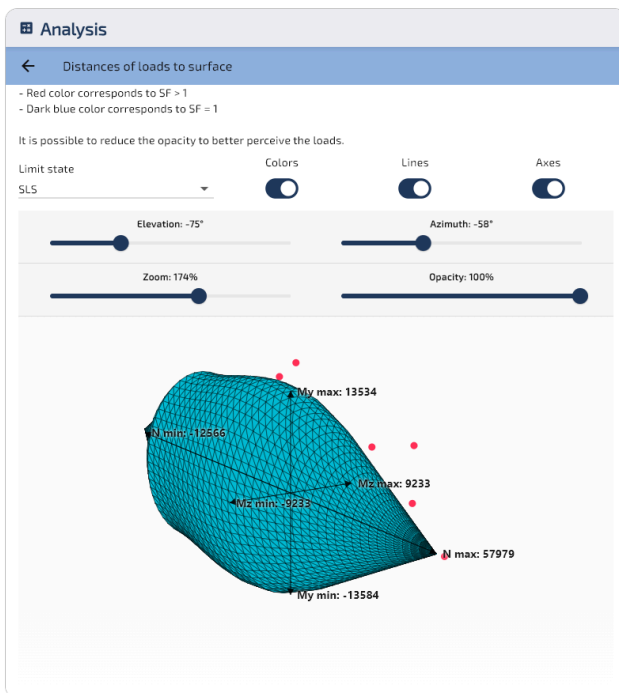 Analysis
Distances of loads to surface
- Red color corresponds to SF > 1
- Dark blue color corresponds to SF = 1
It is possible to reduce the opacity to better perceive the loads.
Limit state
SLS
Colors
Lines
Axes
Elevation: -75°
Azimuth: -58°
Zoom: 174%
Opacity: 100%
My max: 13534
N min: -12566
Mz max: 9233
Mz min: -9233
N max: 57979
My min: -13584